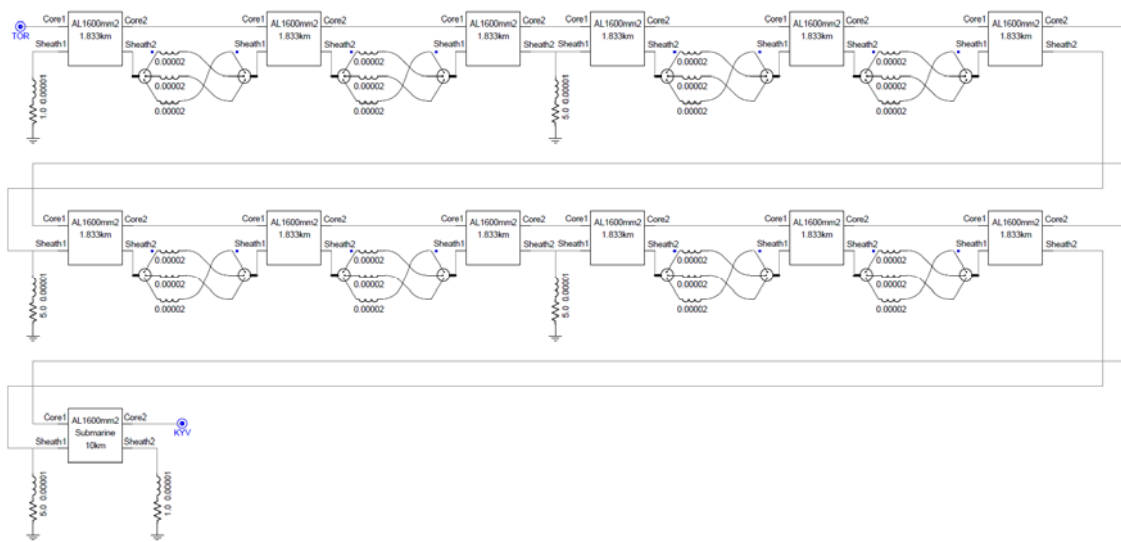 Core1 AL1600mm2 Core2 Core1 AL1600mm2 Core2 Core1 AL1600mm2 Core2 Core1 AL1600mm2 Core2 Core1 AL1600mm2 Core2 Core1 AL1600mm2 Core2
TOR 1.833km 1.833km 1.833km 1.833km 1.833km 1.833km
Sheath1 Sheath2 Sheath1 Sheath2 Sheath1 Sheath2 Sheath1 Sheath2 Sheath1 Sheath2 Sheath1 Sheath2
0.00002 0.00002 0.00002 0.00002
0.00002 0.00002 0.00002 0.00002
0.00002 0.00002 0.00002 0.00002
1.0 0.00001 5.0 0.00001
Core1 AL1600mm2 Core2 Core1 AL1600mm2 Core2 Core1 AL1600mm2 Core2 Core1 AL1600mm2 Core2 Core1 AL1600mm2 Core2 Core1 AL1600mm2 Core2
1.833km 1.833km 1.833km 1.833km 1.833km 1.833km
Sheath1 Sheath2 Sheath1 Sheath2 Sheath1 Sheath2 Sheath1 Sheath2 Sheath1 Sheath2 Sheath1 Sheath2
0.00002 0.00002 0.00002 0.00002
0.00002 0.00002 0.00002 0.00002
0.00002 0.00002 0.00002 0.00002
5.0 0.00001 5.0 0.00001
Core1 AL1600mm2 Core2
Submarine KYV
Sheath1 10km Sheath2
5.0 0.00001 1.0 0.00001